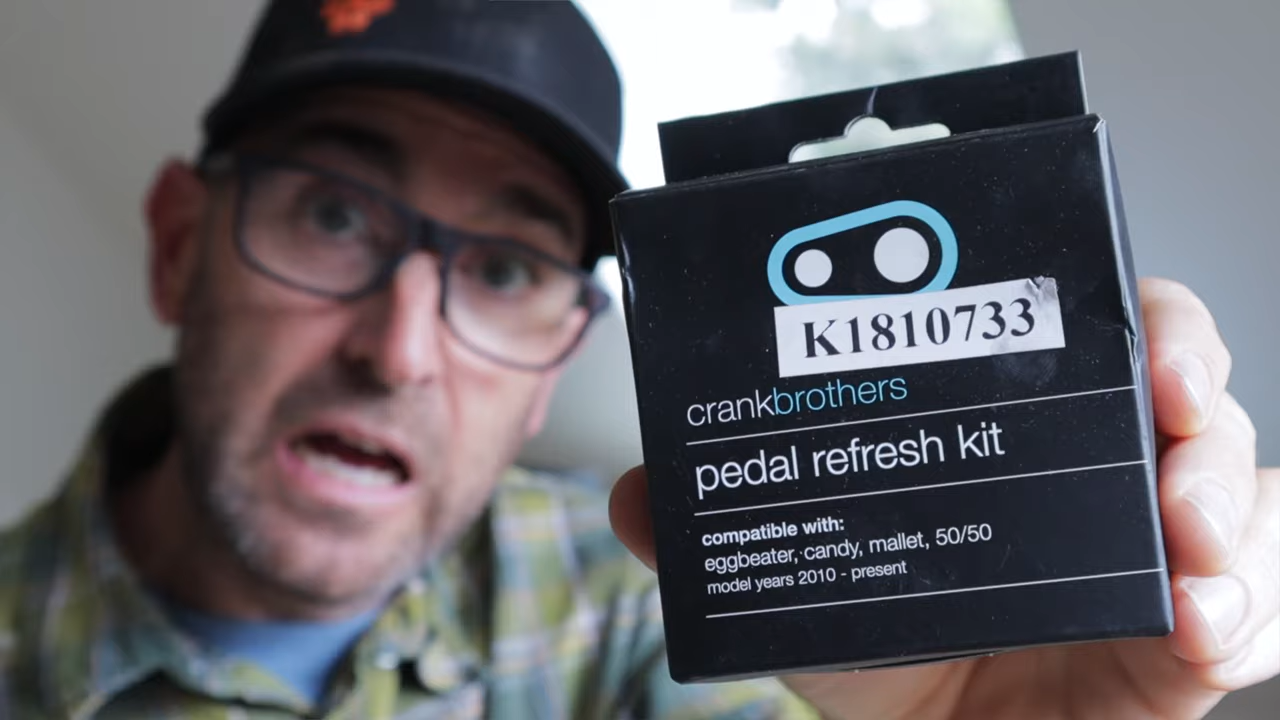 K1810733
crankbrothers
pedal refresh kit
compatible with:
eggbeater, candy, mallet, 50/50
model years 2010 - present